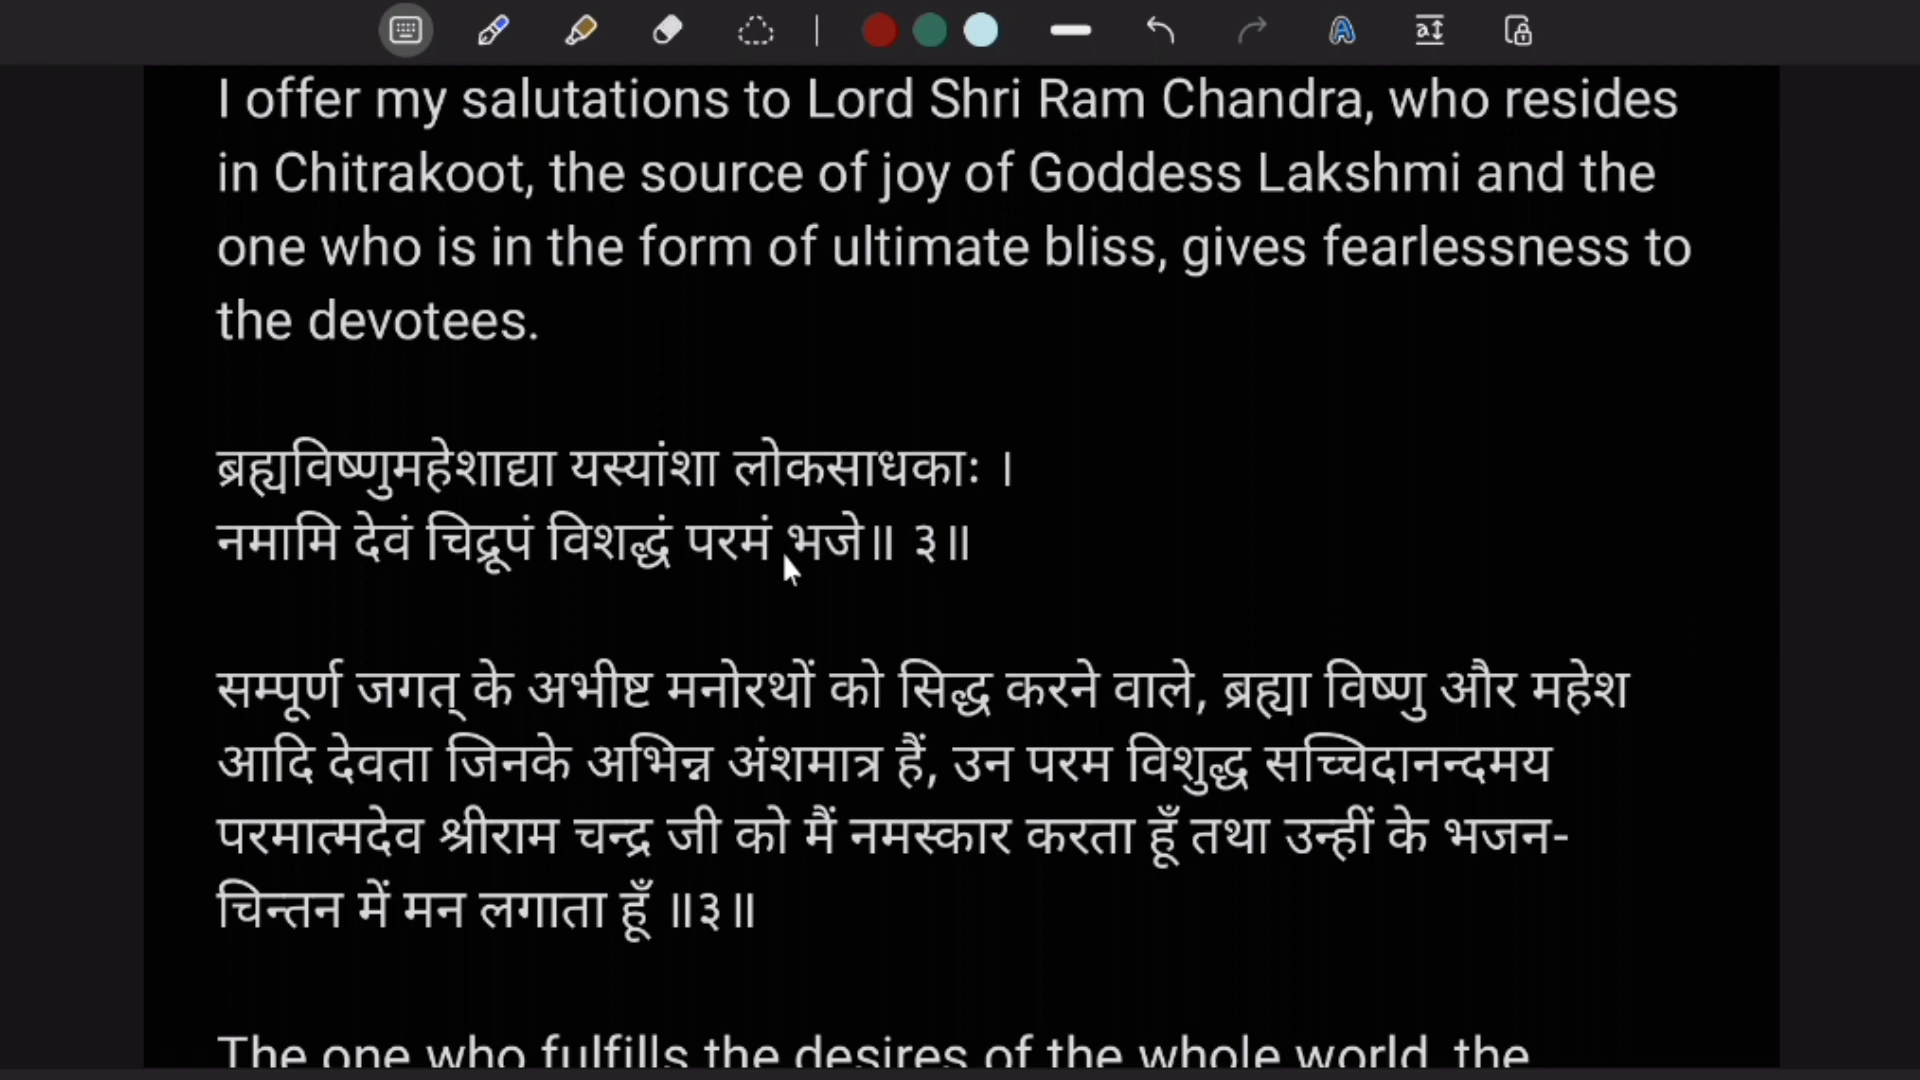 I offer my salutations to Lord Shri Ram Chandra, who resides
in Chitrakoot, the source of joy of Goddess Lakshmi and the
one who is in the form of ultimate bliss, gives fearlessness to
the devotees.
ब्रह्यविष्णुमहेशाद्या यस्यांशा लोकसाधकाः ।
नमामि देवं चिद्रूपं विशद्धं परमं भजे॥ ३॥
सम्पूर्ण जगत् के अभीष्ट मनोरथों को सिद्ध करने वाले, ब्रह्या विष्णु और महेश
आदि देवता जिनके अभिन्न अंशमात्र हैं, उन परम विशुद्ध सच्चिदानन्दमय
परमात्मदेव श्रीराम चन्द्र जी को मैं नमस्कार करता हूँ तथा उन्हीं के भजन-
चिन्तन में मन लगाता हूँ ॥३॥
The one who fulfills the desires of the whole world, the